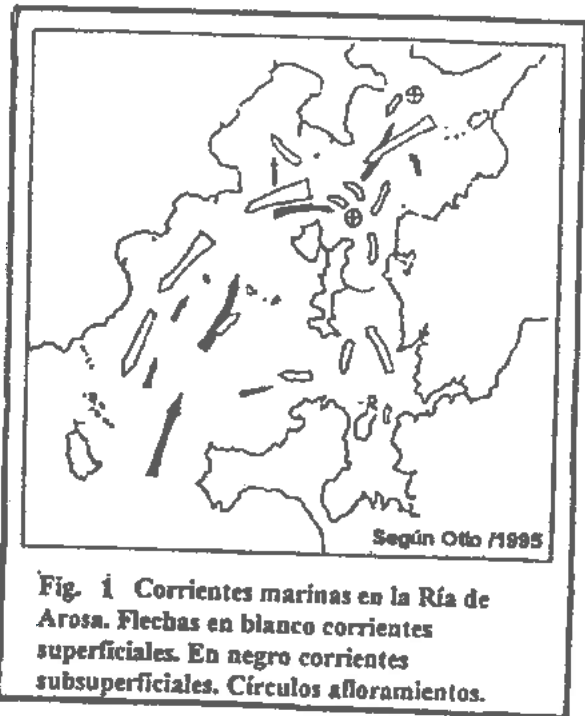 Según Otto /1995
Fig. 1 Corrientes marinas en la Ría de
Arosa. Flechas en blanco corrientes
superficiales. En negro corrientes
subsuperficiales. Círculos afloramientos.